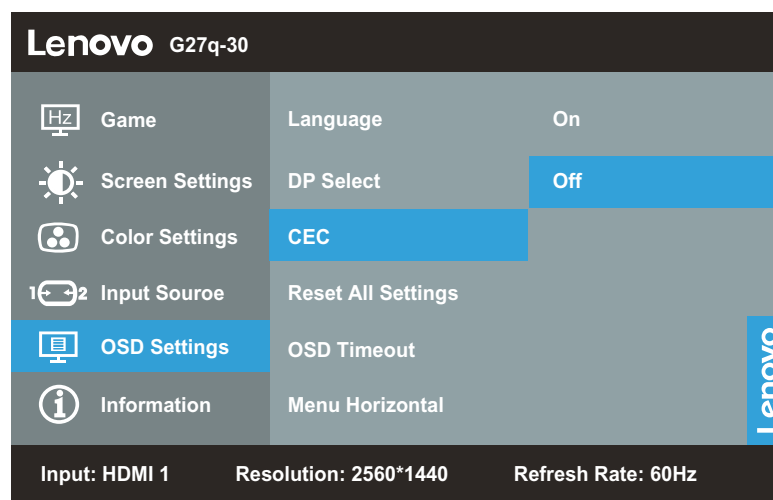 Lenovo G27q-30
Hz Game
Language
On
Screen Settings
DP Select
Off
Color Settings
CEC
1 2 Input Souroe
Reset All Settings
OSD Settings
OSD Timeout
Information
Menu Horizontal
Lenovo
Input: HDMI 1 Resolution: 2560*1440 Refresh Rate: 60Hz